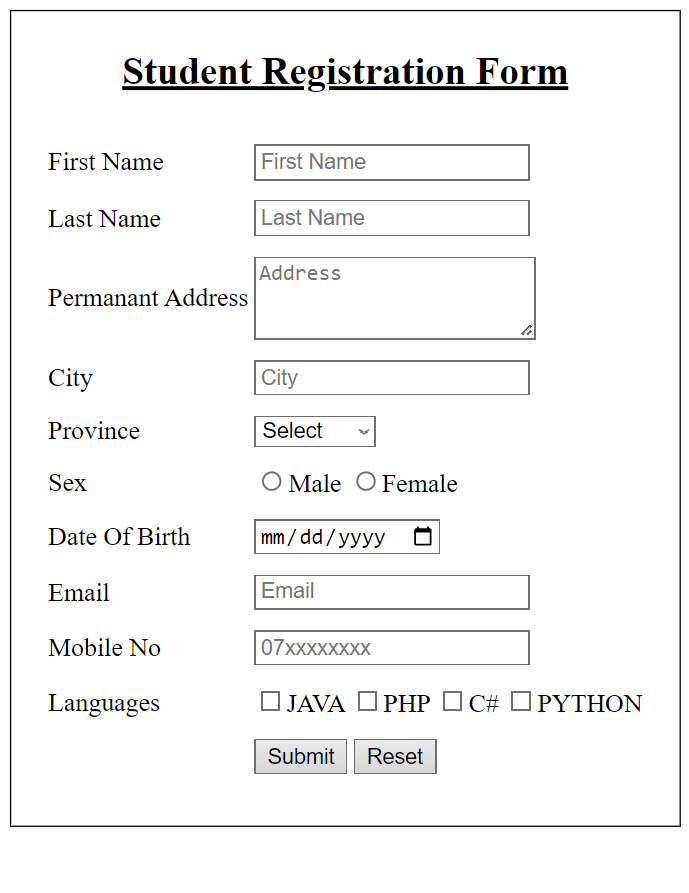 Student Registration Form
First Name First Name
Last Name Last Name
Permanant Address Address
City City
Province Select
Sex Male Female
Date Of Birth mm/dd/yyyy
Email Email
Mobile No 07xxxxxxxx
Languages JAVA PHP C# PYTHON
Submit Reset